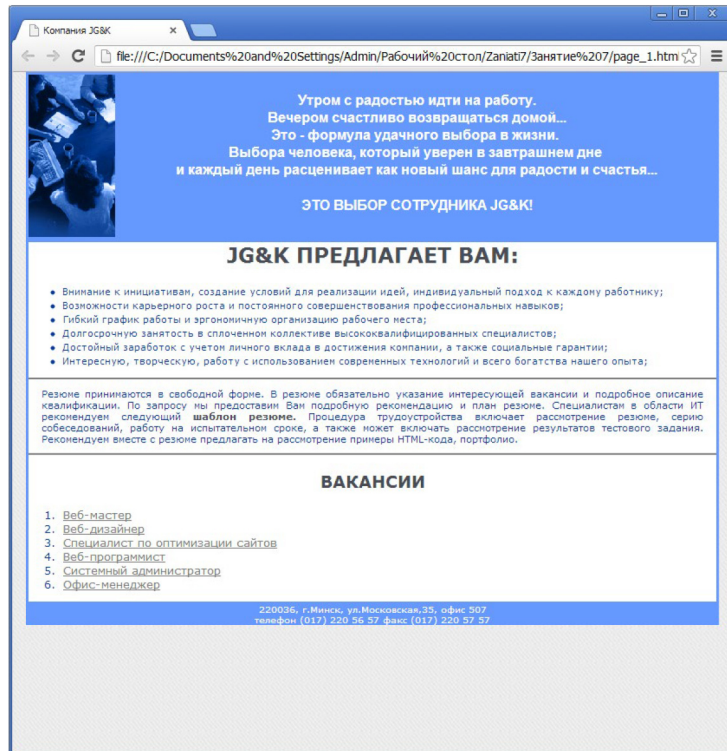 Компания JG&K
file:///C:/Documents%20and%20Settings/Admin/Рабочий%20стол/Zaniati7/Занятие%207/page_1.html
Утром с радостью идти на работу.
Вечером счастливо возвращаться домой...
Это - формула удачного выбора в жизни.
Выбора человека, который уверен в завтрашнем дне
и каждый день расценивает как новый шанс для радости и счастья...
ЭТО ВЫБОР СОТРУДНИКА JG&K!
JG&K ПРЕДЛАГАЕТ ВАМ:
Внимание к инициативам, создание условий для реализации идей, индивидуальный подход к каждому работнику;
Возможности карьерного роста и постоянного совершенствования профессиональных навыков;
Гибкий график работы и эргономичную организацию рабочего места;
Долгосрочную занятость в сплоченном коллективе высококвалифицированных специалистов;
Достойный заработок с учетом личного вклада в достижения компании, а также социальные гарантии;
Интересную, творческую, работу с использованием современных технологий и всего богатства нашего опыта;
Резюме принимаются в свободной форме. В резюме обязательно указание интересующей вакансии и подробное описание
квалификации. По запросу мы предоставим Вам подробную рекомендацию и план резюме. Специалистам в области ИТ
рекомендуем следующий шаблон резюме. Процедура трудоустройства включает рассмотрение резюме, серию
собеседований, работу на испытательном сроке, а также может включать рассмотрение результатов тестового задания.
Рекомендуем вместе с резюме предлагать на рассмотрение примеры HTML-кода, портфолио.
ВАКАНСИИ
1. Веб-мастер
2. Веб-дизайнер
3. Специалист по оптимизации сайтов
4. Веб-программист
5. Системный администратор
6. Офис-менеджер
220036, г.Минск, ул.Московская,35, офис 507
телефон (017) 220 56 57 факс (017) 220 57 57